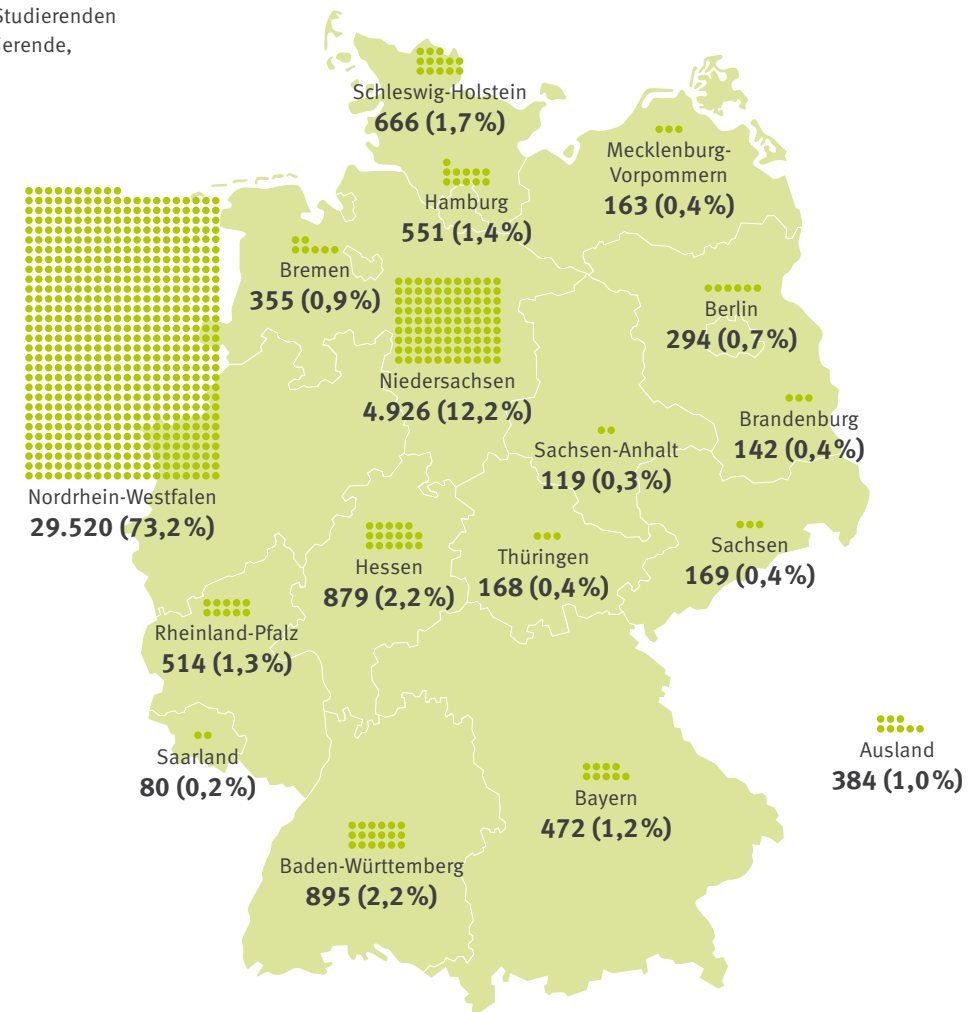 Studierenden
ierende,
Schleswig-Holstein
666 (1,7%)
Mecklenburg-
Vorpommern
163 (0,4%)
Hamburg
551 (1,4%)
Bremen
355 (0,9%)
Berlin
294 (0,7%)
Niedersachsen
4.926 (12,2%)
Brandenburg
142 (0,4%)
Sachsen-Anhalt
119 (0,3%)
Nordrhein-Westfalen
29.520 (73,2%)
Sachsen
169 (0,4%)
Thüringen
168 (0,4%)
Hessen
879 (2,2%)
Rheinland-Pfalz
514 (1,3%)
Saarland
80 (0,2%)
Ausland
384 (1,0%)
Bayern
472 (1,2%)
Baden-Württemberg
895 (2,2%)